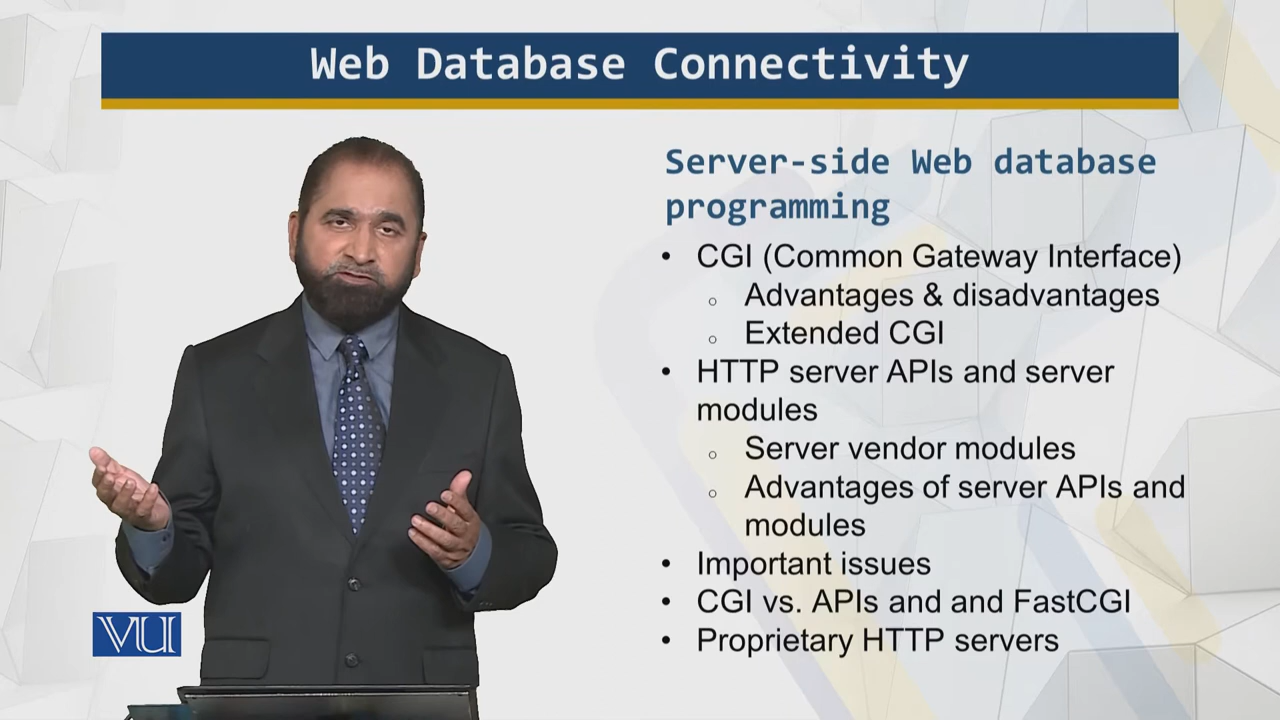 Web Database Connectivity
Server-side Web database
programming
• CGI (Common Gateway Interface)
○ Advantages & disadvantages
○ Extended CGI
• HTTP server APIs and server
modules
○ Server vendor modules
○ Advantages of server APIs and
modules
• Important issues
• CGI vs. APIs and and FastCGI
• Proprietary HTTP servers
VU